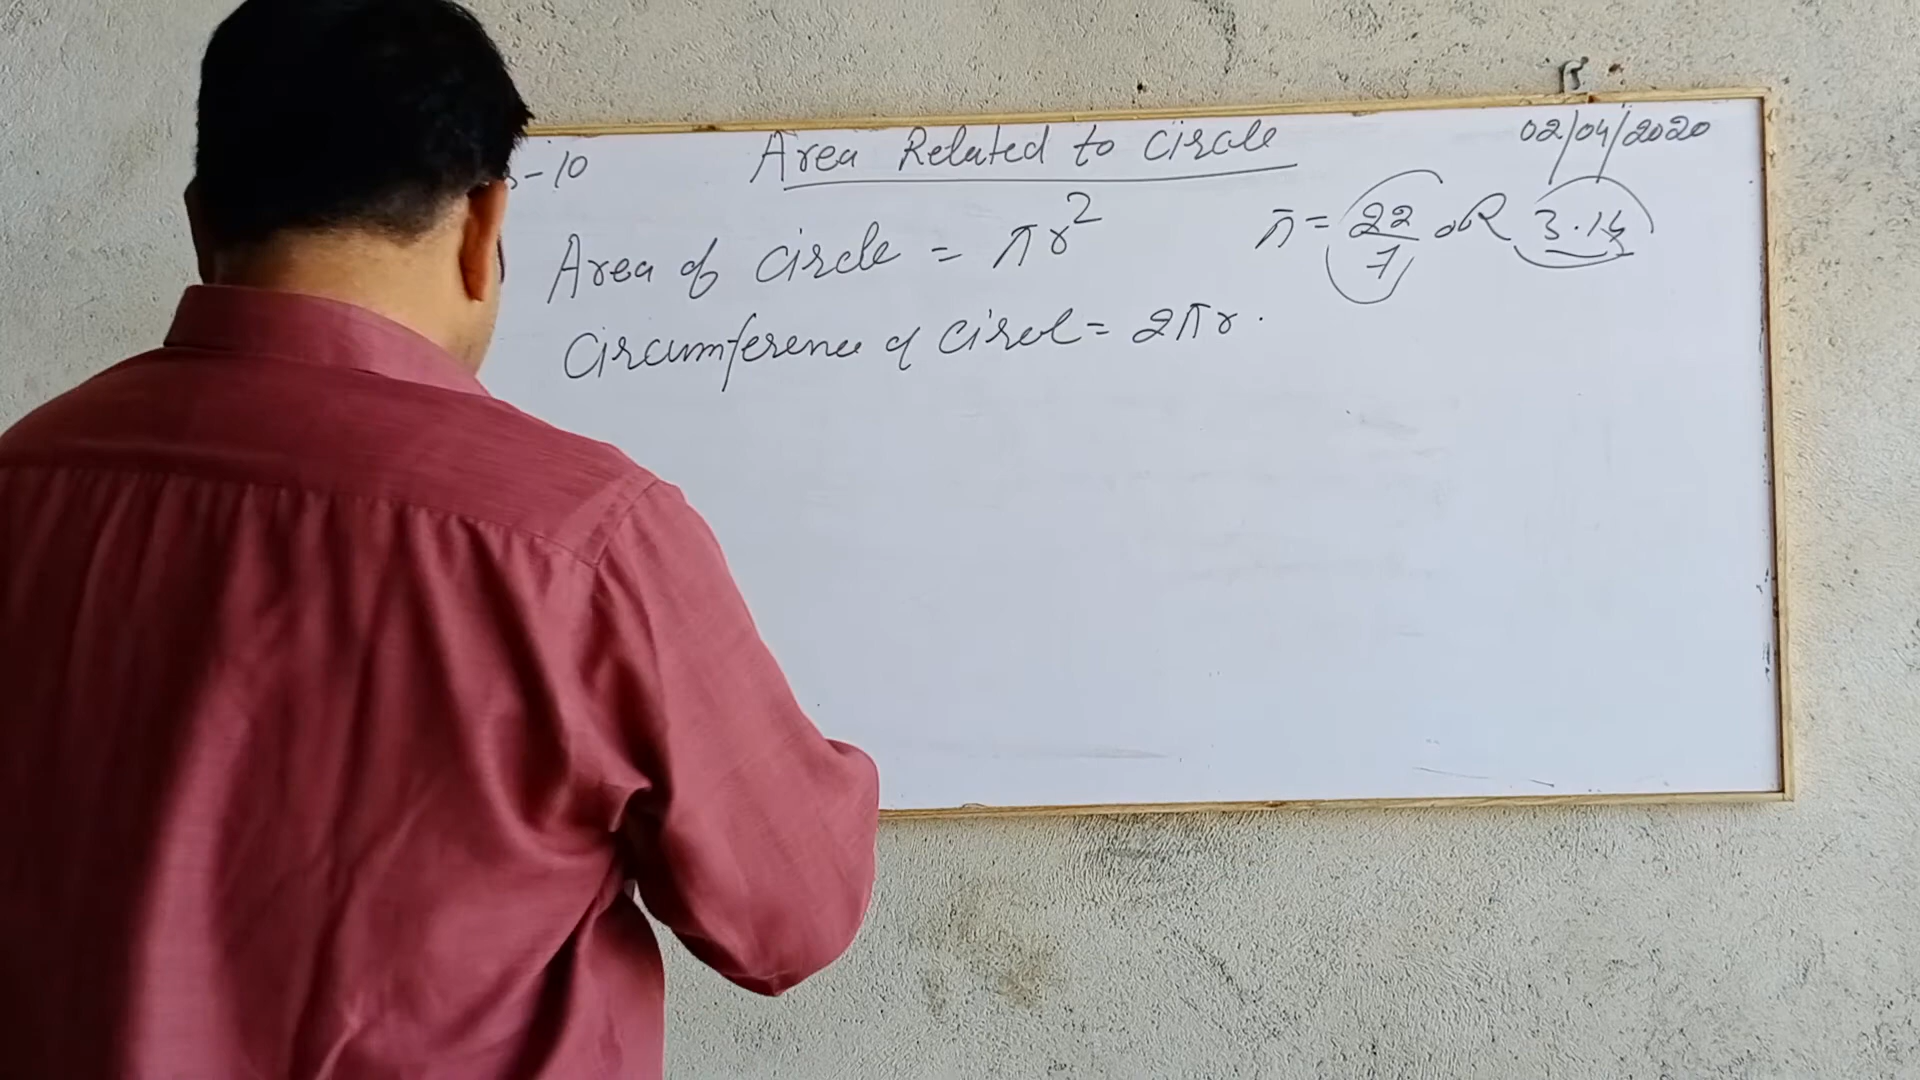 -10 Area Related to Circle 02/04/2020
Area of circle = πr² π = 22/7 OR 3.14
Circumference of Circl = 2πr.